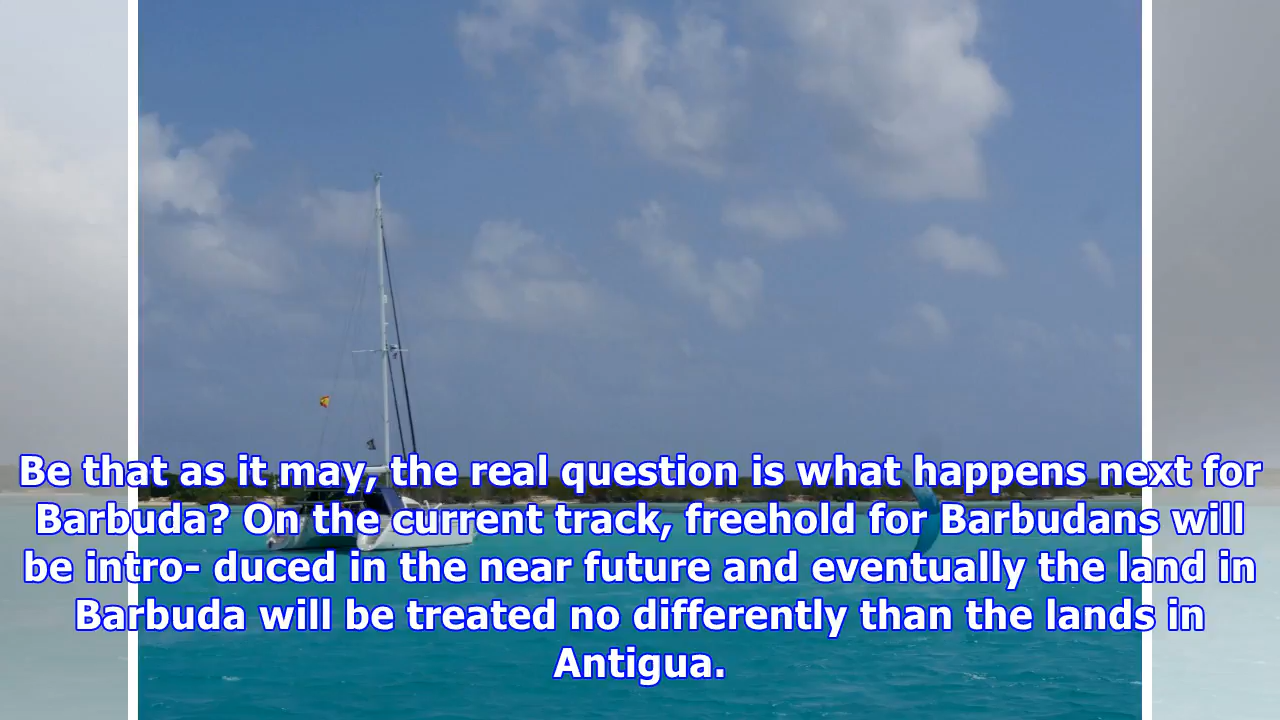 Be that as it may, the real question is what happens next for
Barbuda? On the current track, freehold for Barbudans will
be intro- duced in the near future and eventually the land in
Barbuda will be treated no differently than the lands in
Antigua.